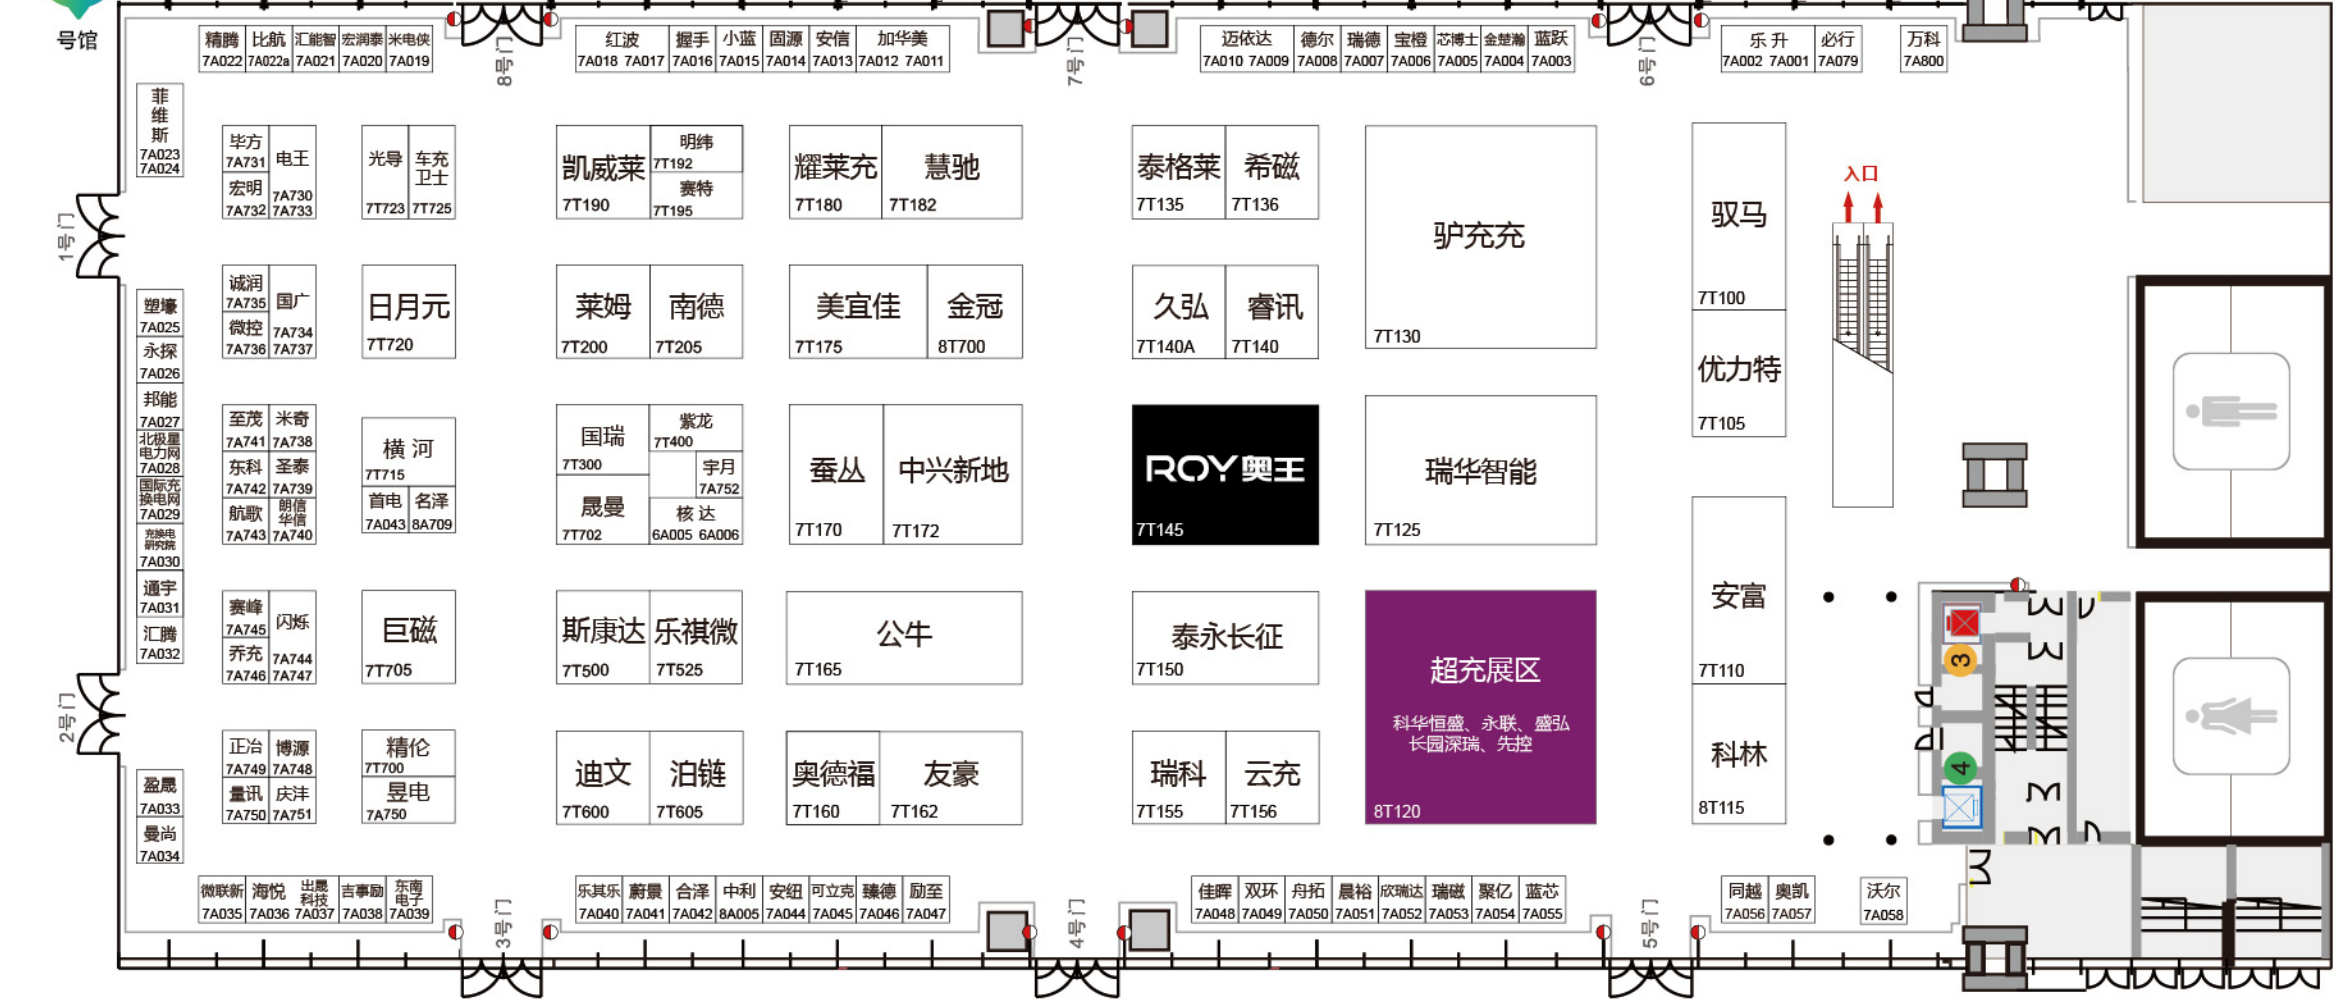 号馆
精腾 比航 汇能智 宏润泰 米电侠
7A022 7A022a 7A021 7A020 7A019
8号门
红波 握手 小蓝 固源 安信 加华美
7A018 7A017 7A016 7A015 7A014 7A013 7A012 7A011
7号门
迈依达 德尔 瑞德 宝橙 芯博士 金楚瀚 蓝跃
7A010 7A009 7A008 7A007 7A006 7A005 7A004 7A003
6号门
乐升 必行 万科
7A002 7A001 7A079 7A800
菲
维
斯
7A023
7A024
毕方
7A731
电王
7A730
7A733
宏明
7A732
光导
7T723
车充
卫士
7T725
凯威莱
7T190
明纬
7T192
赛特
7T195
耀莱充
7T180
慧驰
7T182
泰格莱
7T135
希磁
7T136
驴充充
7T130
驭马
7T100
入口
1号门
塑壕
7A025
永探
7A026
邦能
7A027
北极星
电力网
7A028
国际充
换电网
7A029
充换电
研究院
7A030
通宇
7A031
汇腾
7A032
诚润
7A735
国广
7A734
7A737
微控
7A736
日月元
7T720
莱姆
7T200
南德
7T205
美宜佳
7T175
金冠
8T700
久弘
7T140A
睿讯
7T140
优力特
7T105
至茂
7A741
米奇
7A738
东科
7A742
圣泰
7A739
航歌
7A743
朗信
华信
7A740
横河
7T715
首电
7A043
名泽
8A709
国瑞
7T300
紫龙
7T400
宇月
7A752
晟曼
7T702
核达
6A005 6A006
蚕丛
7T170
中兴新地
7T172
ROY奥王
7T145
瑞华智能
7T125
安富
7T110
赛峰
7A745
闪烁
7A744
7A747
乔充
7A746
巨磁
7T705
斯康达
7T500
乐祺微
7T525
公牛
7T165
泰永长征
7T150
超充展区
科华恒盛、永联、盛弘
长园深瑞、先控
8T120
科林
8T115
3
4
2号门
盈晟
7A033
曼尚
7A034
正冶
7A749
博源
7A748
量讯
7A750
庆沣
7A751
精伦
7T700
昱电
7A750
迪文
7T600
泊链
7T605
奥德福
7T160
友豪
7T162
瑞科
7T155
云充
7T156
微联新 海悦 出晟科技 吉事励 东南电子
7A035 7A036 7A037 7A038 7A039
3号门
乐其乐 蔚景 合泽 中利 安纽 可立克 臻德 励至
7A040 7A041 7A042 8A005 7A044 7A045 7A046 7A047
4号门
佳晖 双环 舟拓 晨裕 欣瑞达 瑞磁 聚亿 蓝芯
7A048 7A049 7A050 7A051 7A052 7A053 7A054 7A055
5号门
同越 奥凯 沃尔
7A056 7A057 7A058